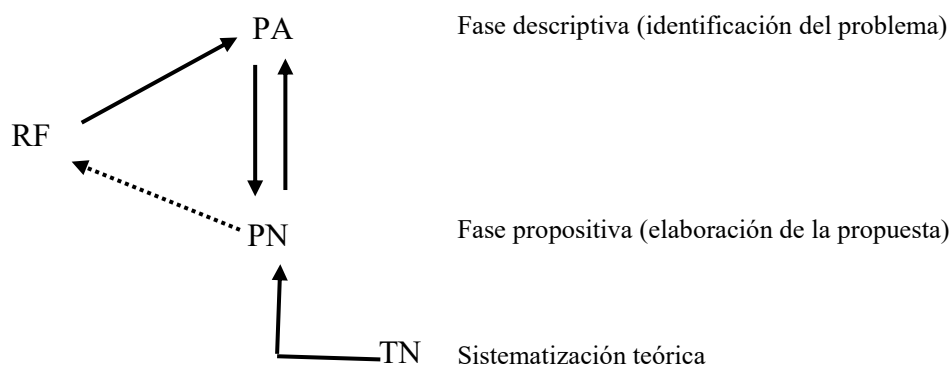 PA Fase descriptiva (identificación del problema)
RF
PN Fase propositiva (elaboración de la propuesta)
TN Sistematización teórica